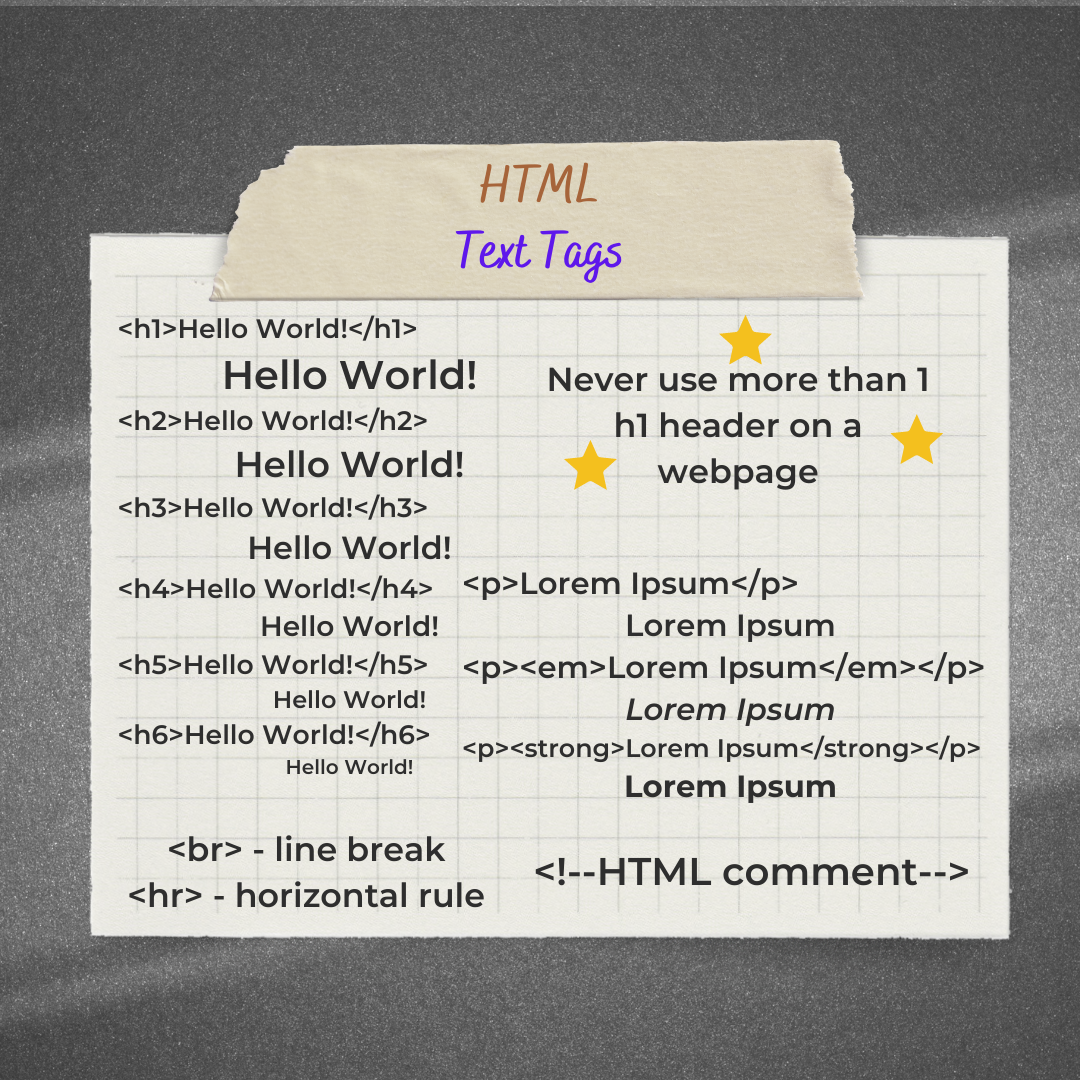 HTML
Text Tags
<h1>Hello World!</h1>
Hello World!
<h2>Hello World!</h2>
Hello World!
<h3>Hello World!</h3>
Hello World!
<h4>Hello World!</h4>
Hello World!
<h5>Hello World!</h5>
Hello World!
<h6>Hello World!</h6>
Hello World!
<br> - line break
<hr> - horizontal rule
Never use more than 1
h1 header on a
webpage
<p>Lorem Ipsum</p>
Lorem Ipsum
<p><em>Lorem Ipsum</em></p>
Lorem Ipsum
<p><strong>Lorem Ipsum</strong></p>
Lorem Ipsum
<!--HTML comment-->